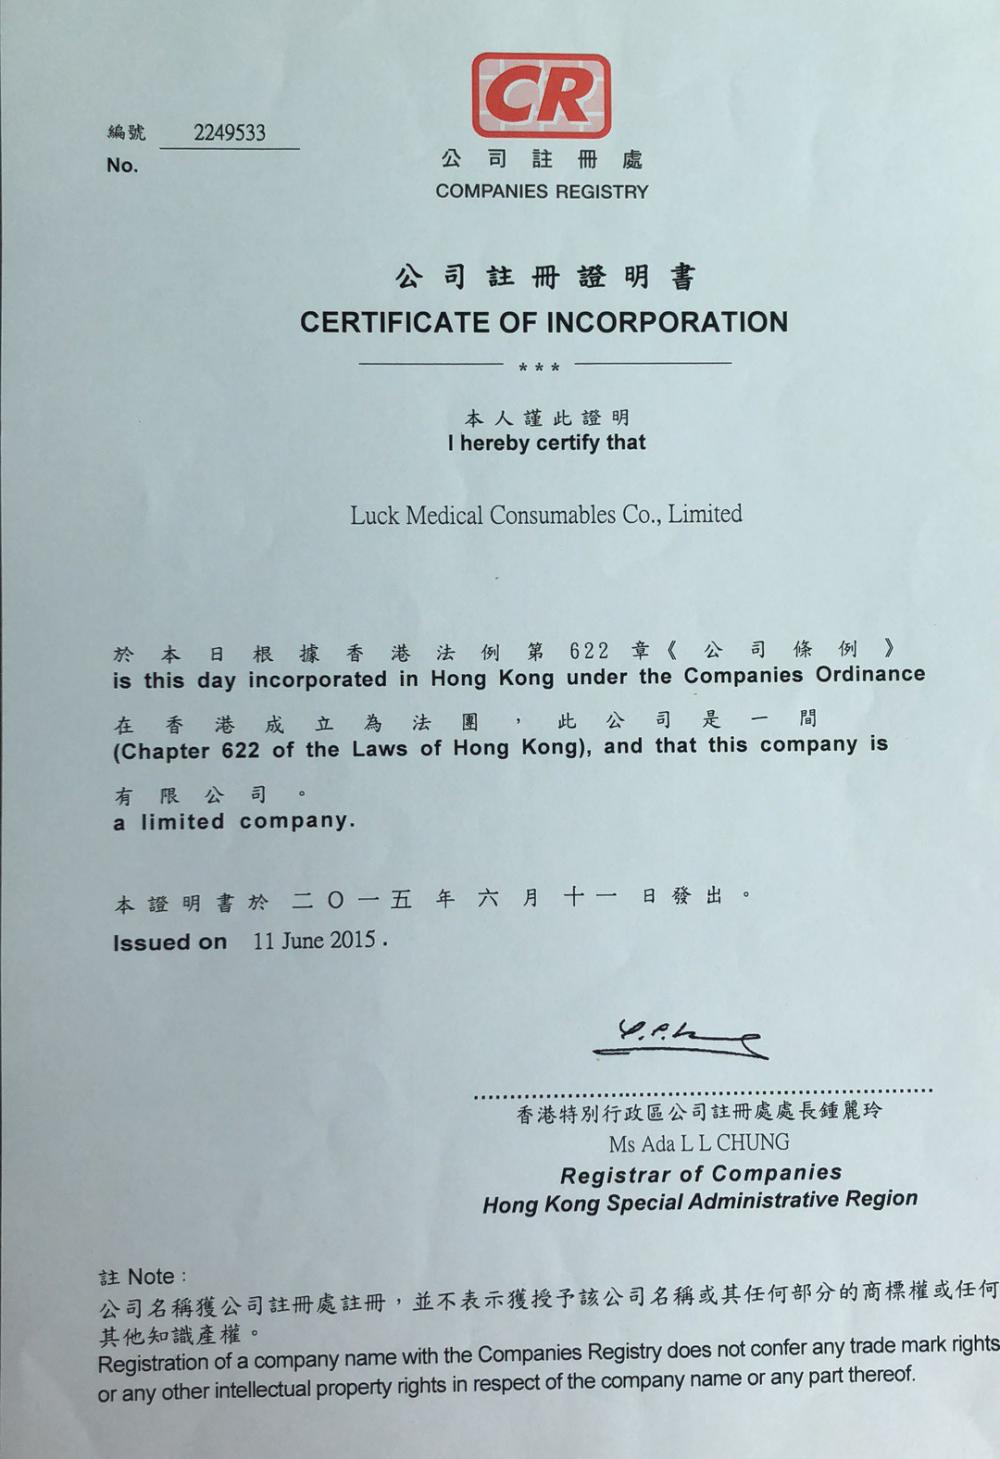 CR
編號 2249533
No.
公司註冊處
COMPANIES REGISTRY
公司註冊證明書
CERTIFICATE OF INCORPORATION
***
本人謹此證明
I hereby certify that
Luck Medical Consumables Co., Limited
於本日根據香港法例第622章《公司條例》
is this day incorporated in Hong Kong under the Companies Ordinance
在香港成立為法團，此公司是一間
(Chapter 622 of the Laws of Hong Kong), and that this company is
有限公司。
a limited company.
本證明書於二O一五年六月十一日發出。
Issued on 11 June 2015.
香港特別行政區公司註冊處處長鍾麗玲
Ms Ada L L CHUNG
Registrar of Companies
Hong Kong Special Administrative Region
註 Note：
公司名稱獲公司註冊處註冊，並不表示獲授予該公司名稱或其任何部分的商標權或任何
其他知識產權。
Registration of a company name with the Companies Registry does not confer any trade mark rights
or any other intellectual property rights in respect of the company name or any part thereof.